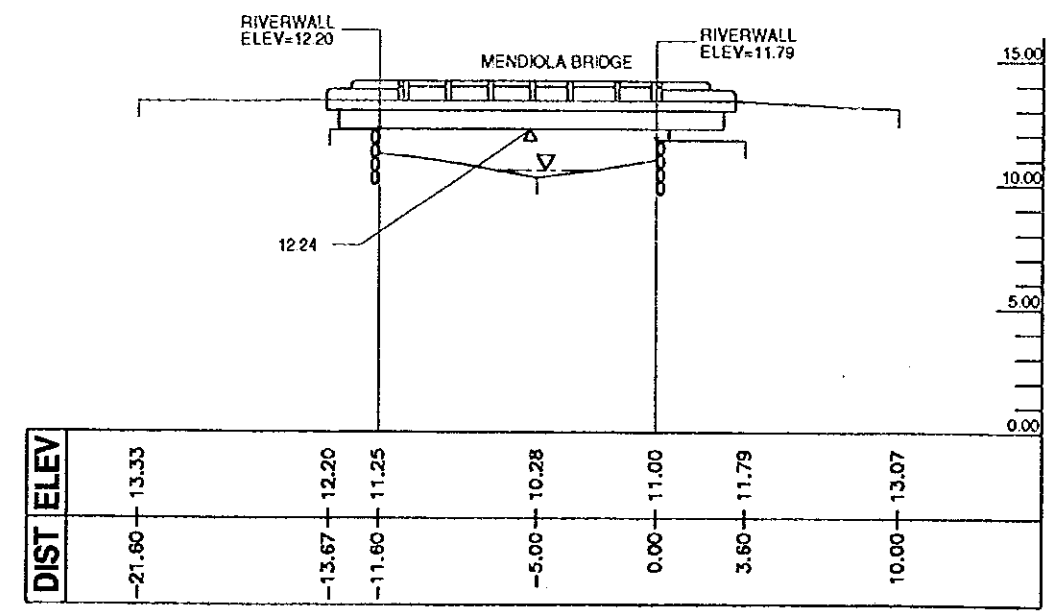 RIVERWALL
ELEV=12.20
RIVERWALL
ELEV=11.79
MENDIOLA BRIDGE
15.00
10.00
12.24
5.00
0.00
ELEV 13.33 12.20 11.25 10.28 11.00 11.79 13.07
DIST -21.60 -13.67 -11.60 -5.00 0.00 3.60 10.00